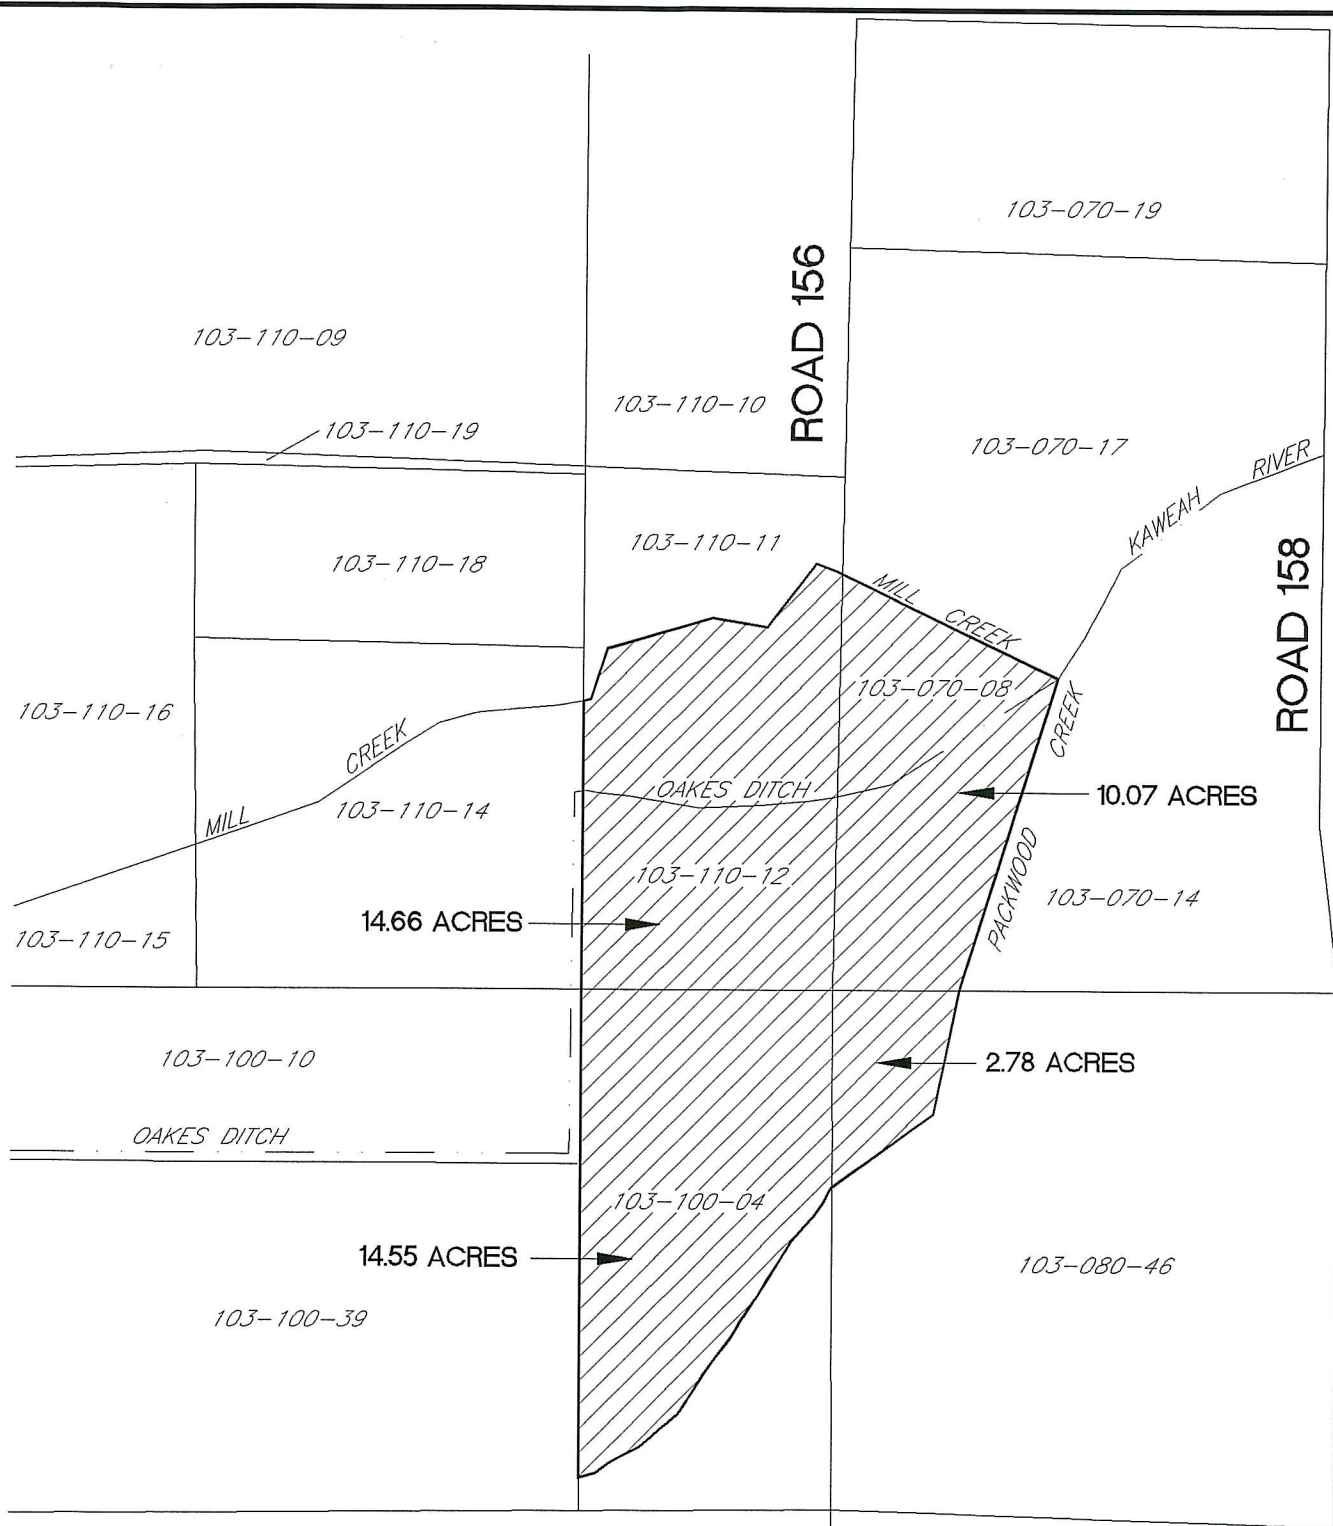 103-070-19
ROAD 156
103-110-09
103-110-10
103-110-19
103-070-17
KAWEAH RIVER
103-110-18
103-110-11
ROAD 158
MILL CREEK
103-070-08
103-110-16
MILL CREEK
PACKWOOD CREEK
OAKES DITCH
10.07 ACRES
103-110-14
103-110-12
103-070-14
14.66 ACRES
103-110-15
103-100-10
2.78 ACRES
OAKES DITCH
103-100-04
14.55 ACRES
103-080-46
103-100-39